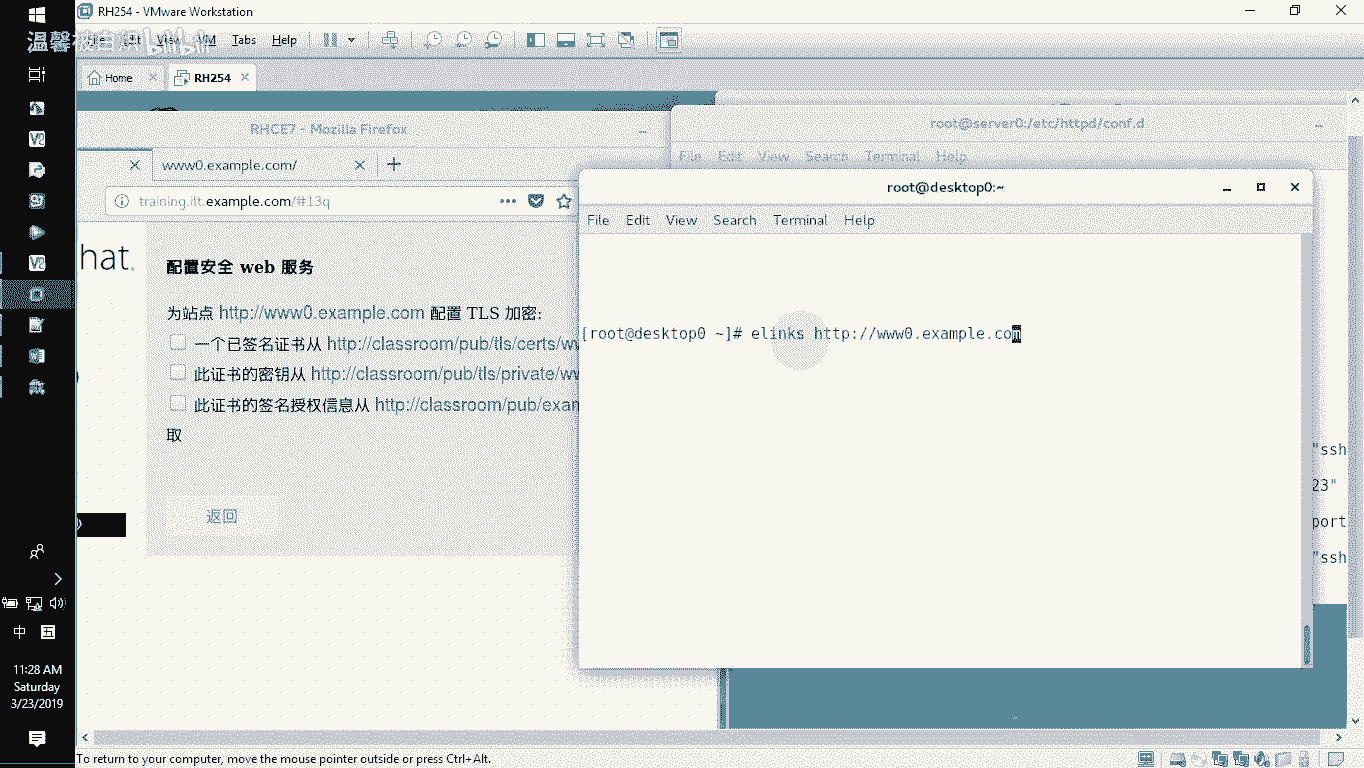 RH254 - VMware Workstation
View VM Tabs Help
Home
RH254
RHCE7 - Mozilla Firefox
www0.example.com/
training.ilt.example.com/#13q
hat.
配置安全 web 服务
为站点 http://www0.example.com 配置 TLS 加密:
一个已签名证书从 http://classroom/pub/tls/certs/ww
此证书的密钥从 http://classroom/pub/tls/private/ww
此证书的签名授权信息从 http://classroom/pub/exam
取
返回
root@server0:/etc/httpd/conf.d
File Edit View Search Terminal Help
root@desktop0:~
File Edit View Search Terminal Help
[root@desktop0 ~]# elinks http://www0.example.com
"ssh
23"
port
"ssh
中
五
11:28 AM
Saturday
3/23/2019
To return to your computer, move the mouse pointer outside or press Ctrl+Alt.